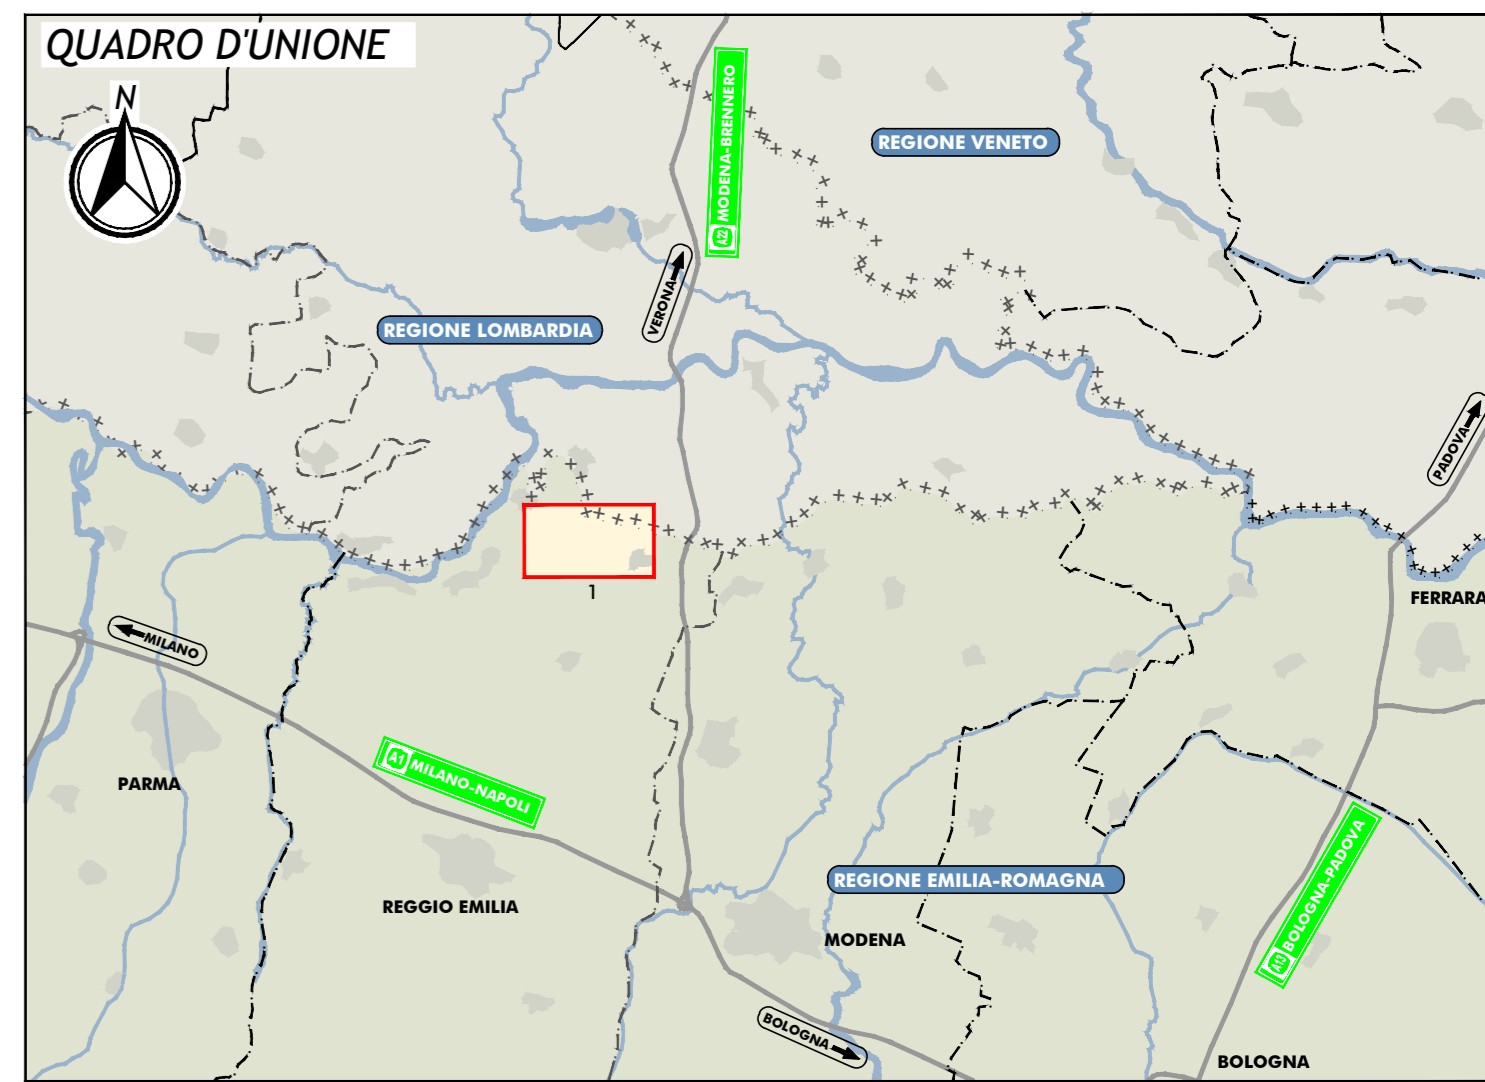 QUADRO D'UNIONE
N
A22 MODENA-BRENNERO
REGIONE VENETO
VERONA
REGIONE LOMBARDIA
PADOVA
1
FERRARA
MILANO
PARMA
A1 MILANO-NAPOLI
REGIONE EMILIA-ROMAGNA
A13 BOLOGNA-PADOVA
REGGIO EMILIA
MODENA
BOLOGNA
BOLOGNA